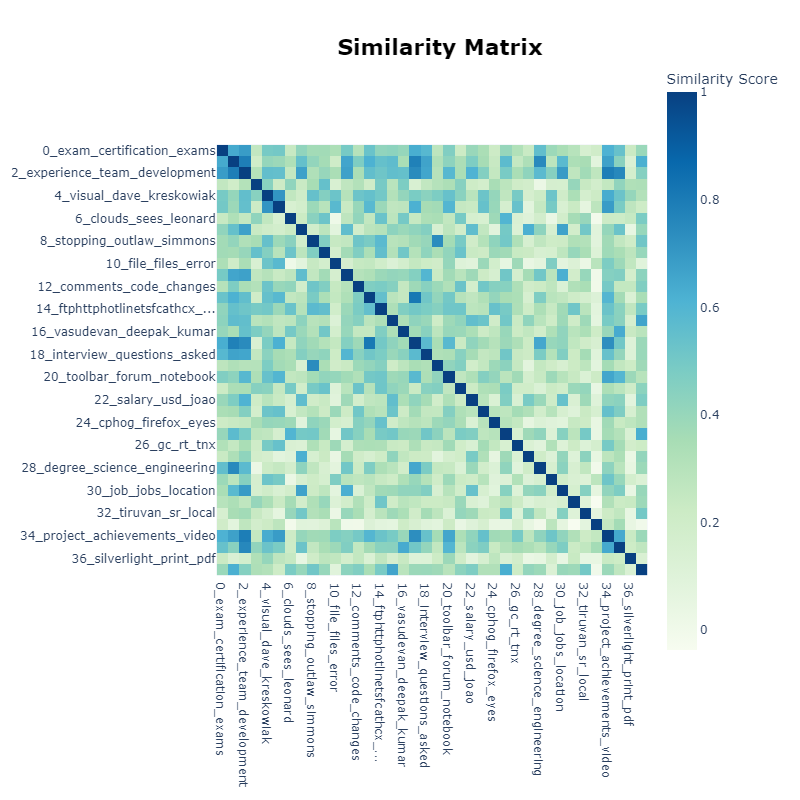 Similarity Matrix
Similarity Score
1
0.8
0.6
0.4
0.2
0
0_exam_certification_exams
2_experience_team_development
4_visual_dave_kreskowiak
6_clouds_sees_leonard
8_stopping_outlaw_simmons
10_file_files_error
12_comments_code_changes
14_ftphttphotlinetsfcathcx_...
16_vasudevan_deepak_kumar
18_interview_questions_asked
20_toolbar_forum_notebook
22_salary_usd_joao
24_cphog_firefox_eyes
26_gc_rt_tnx
28_degree_science_engineering
30_job_jobs_location
32_tiruvan_sr_local
34_project_achievements_video
36_silverlight_print_pdf
0_exam_certification_exams
2_experience_team_development
4_visual_dave_kreskowiak
6_clouds_sees_leonard
8_stopping_outlaw_simmons
10_file_files_error
12_comments_code_changes
14_ftphttphotlinetsfcathcx_...
16_vasudevan_deepak_kumar
18_interview_questions_asked
20_toolbar_forum_notebook
22_salary_usd_joao
24_cphog_firefox_eyes
26_gc_rt_tnx
28_degree_science_engineering
30_job_jobs_location
32_tiruvan_sr_local
34_project_achievements_video
36_silverlight_print_pdf